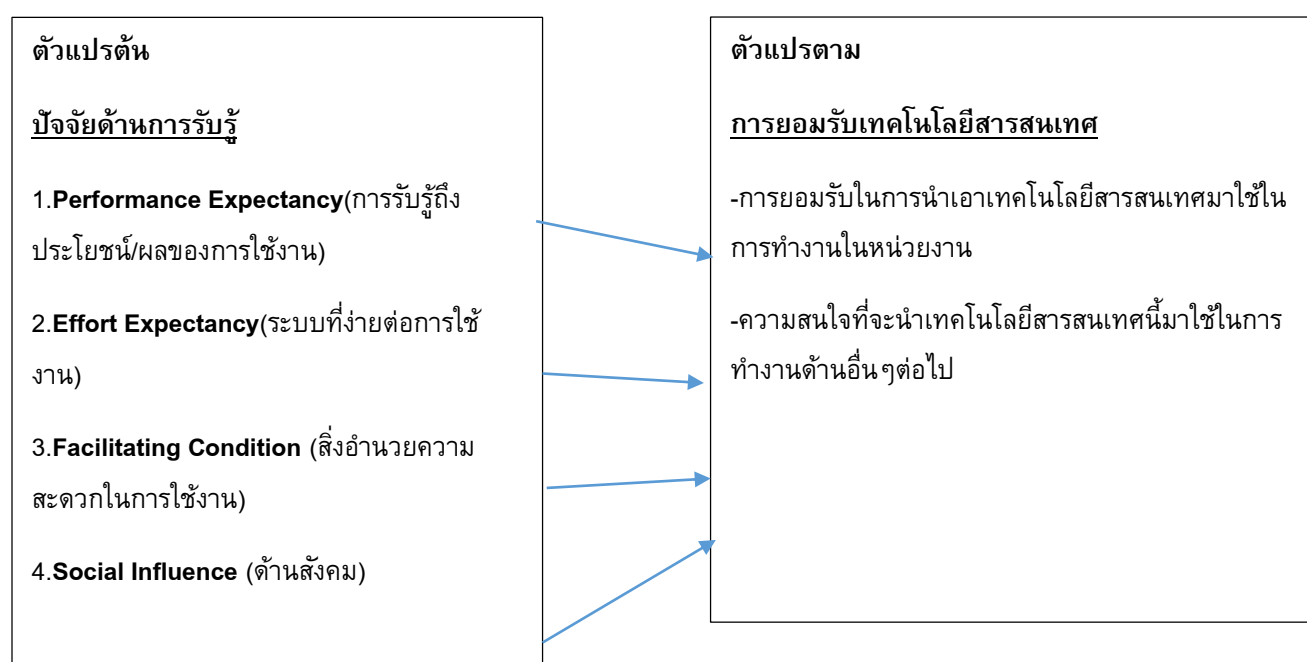 ตัวแปรต้น
ปัจจัยด้านการรับรู้
1.Performance Expectancy(การรับรู้ถึง
ประโยชน์/ผลของการใช้งาน)
2.Effort Expectancy(ระบบที่ง่ายต่อการใช้
งาน)
3.Facilitating Condition (สิ่งอำนวยความ
สะดวกในการใช้งาน)
4.Social Influence (ด้านสังคม)
ตัวแปรตาม
การยอมรับเทคโนโลยีสารสนเทศ
-การยอมรับในการนำเอาเทคโนโลยีสารสนเทศมาใช้ใน
การทำงานในหน่วยงาน
-ความสนใจที่จะนำเทคโนโลยีสารสนเทศนี้มาใช้ในการ
ทำงานด้านอื่นๆต่อไป